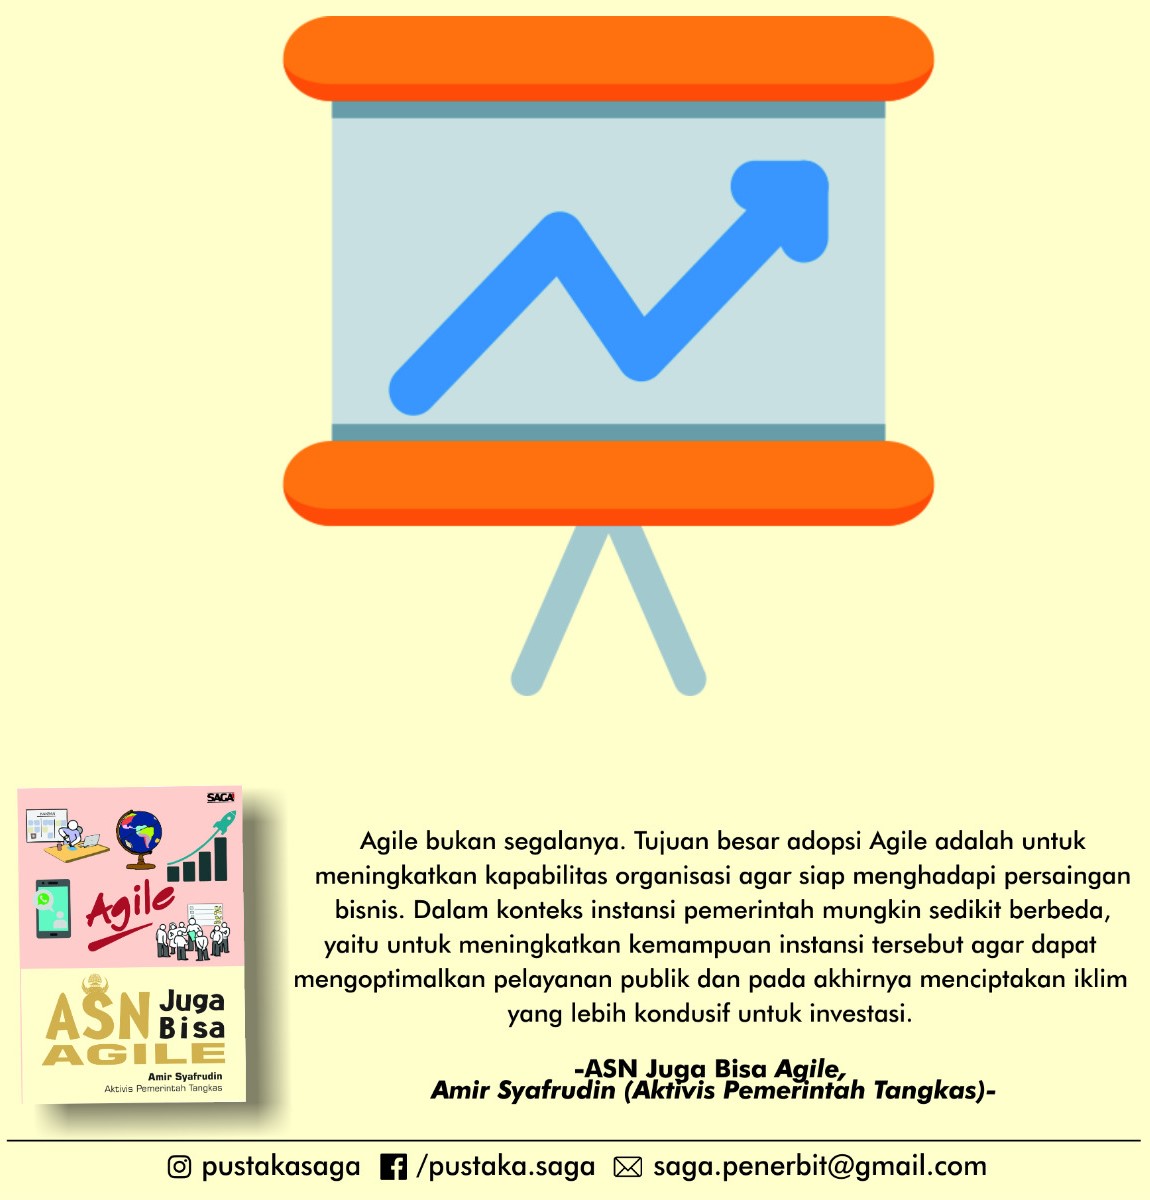 SAGA
Agile
ASN Juga
Bisa
AGILE
Amir Syafrudin
Aktivis Pemerintah Tangkas
Agile bukan segalanya. Tujuan besar adopsi Agile adalah untuk
meningkatkan kapabilitas organisasi agar siap menghadapi persaingan
bisnis. Dalam konteks instansi pemerintah mungkin sedikit berbeda,
yaitu untuk meningkatkan kemampuan instansi tersebut agar dapat
mengoptimalkan pelayanan publik dan pada akhirnya menciptakan iklim
yang lebih kondusif untuk investasi.
-ASN Juga Bisa Agile,
Amir Syafrudin (Aktivis Pemerintah Tangkas)-
pustakasaga /pustaka.saga saga.penerbit@gmail.com